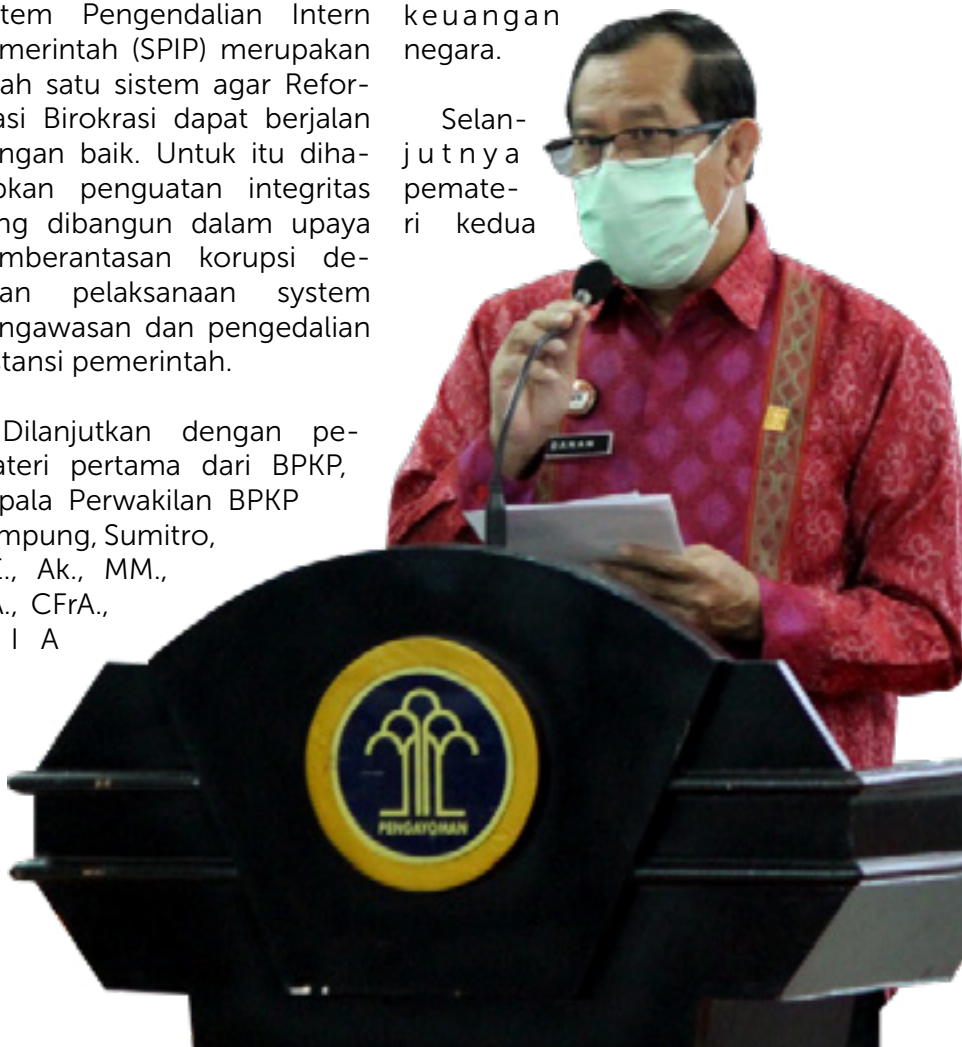 tem Pengendalian Intern
merintah (SPIP) merupakan
ah satu sistem agar Refor-
asi Birokrasi dapat berjalan
ngan baik. Untuk itu diha-
pkan penguatan integritas
ng dibangun dalam upaya
mberantasan korupsi de-
an pelaksanaan system
ngawasan dan pengedalian
stansi pemerintah.
Dilanjutkan dengan pe-
ateri pertama dari BPKP,
pala Perwakilan BPKP
mpung, Sumitro,
., Ak., MM.,
A., CFrA.,
I A
keuangan
negara.
Selan-
jutnya
pemate-
ri kedua
PENGAYOMAN